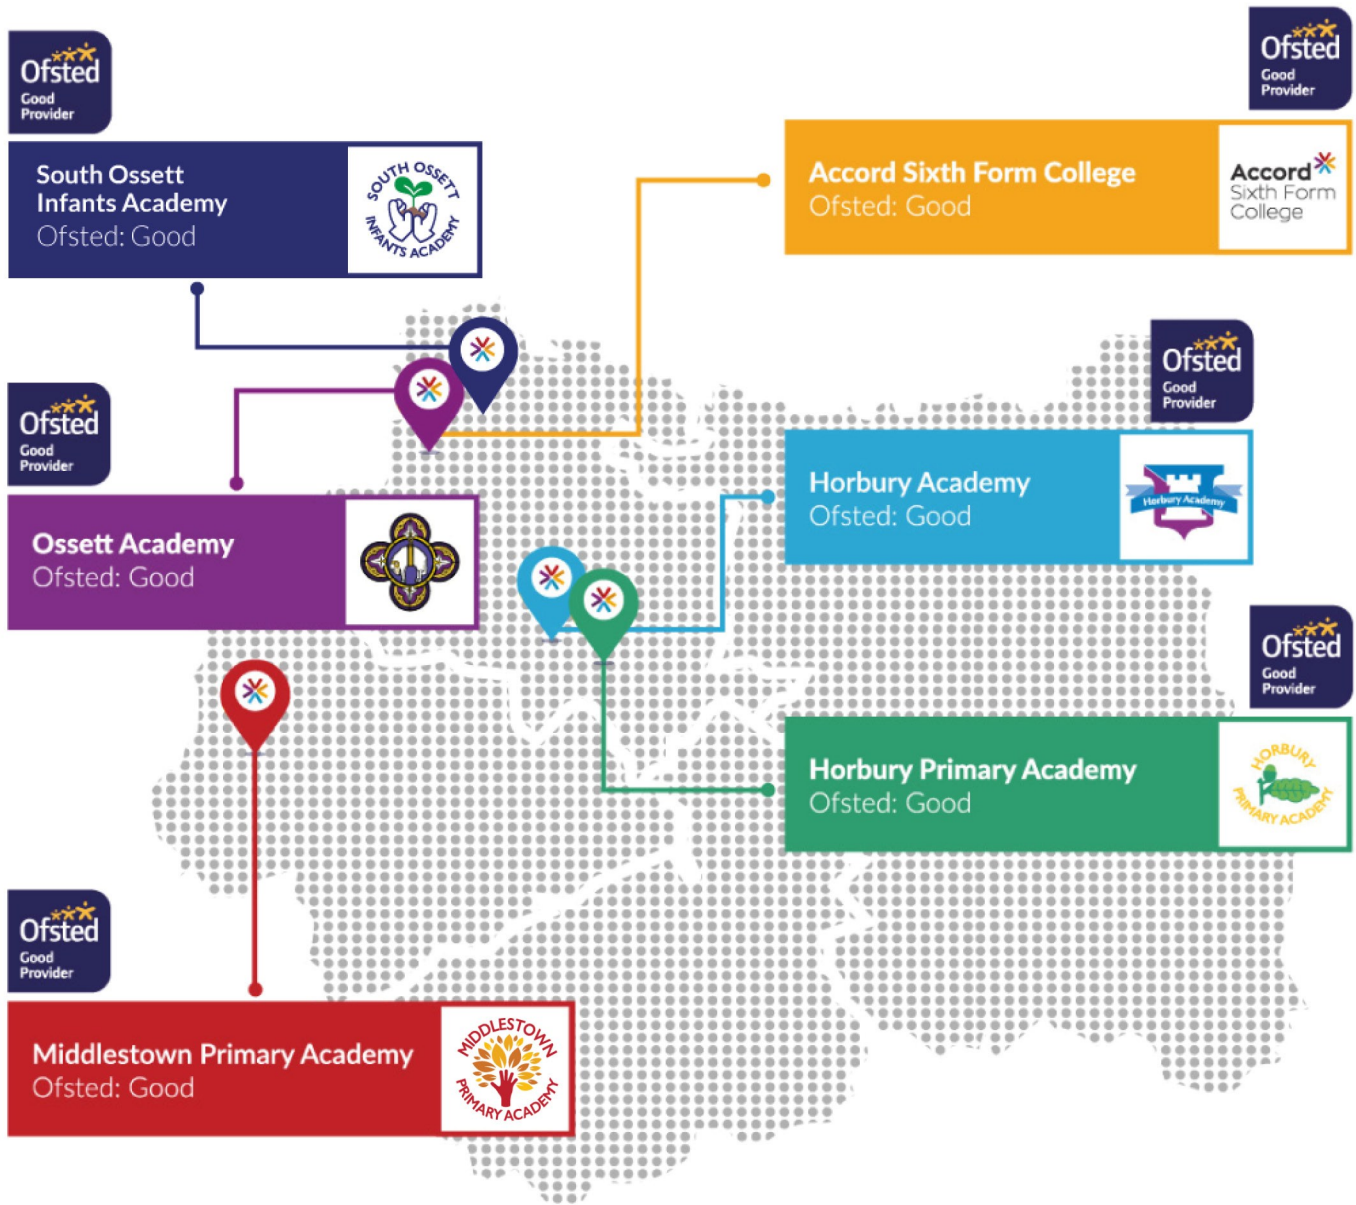 Ofsted
Good
Provider
South Ossett
Infants Academy
Ofsted: Good
SOUTH OSSETT
INFANTS ACADEMY
Ofsted
Good
Provider
Accord Sixth Form College
Ofsted: Good
Accord
Sixth Form
College
Ofsted
Good
Provider
Ossett Academy
Ofsted: Good
Ofsted
Good
Provider
Horbury Academy
Ofsted: Good
Horbury Academy
Ofsted
Good
Provider
Horbury Primary Academy
Ofsted: Good
HORBURY
PRIMARY ACADEMY
Ofsted
Good
Provider
Middlestown Primary Academy
Ofsted: Good
MIDDLESTOWN
PRIMARY ACADEMY